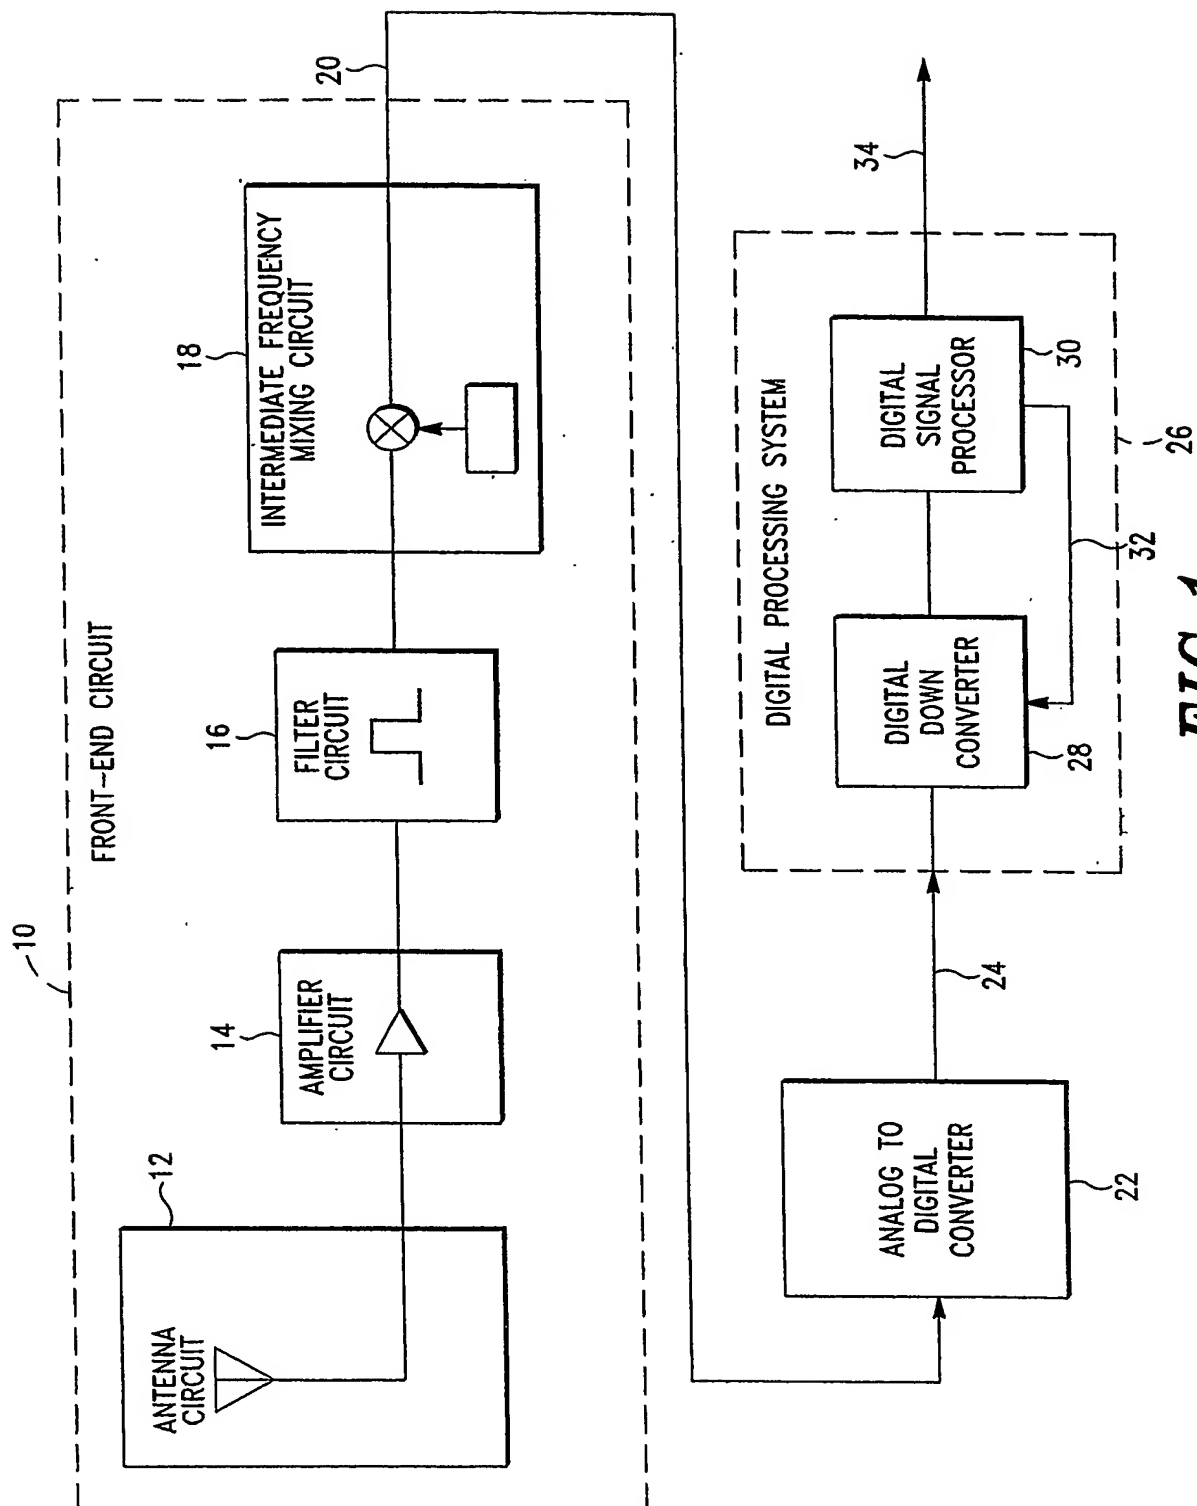 10
FRONT-END CIRCUIT
12
ANTENNA
CIRCUIT
14
AMPLIFIER
CIRCUIT
16
FILTER
CIRCUIT
18
INTERMEDIATE FREQUENCY
MIXING CIRCUIT
20
ANALOG TO
DIGITAL
CONVERTER
22
24
DIGITAL PROCESSING SYSTEM
DIGITAL
DOWN
CONVERTER
28
DIGITAL
SIGNAL
PROCESSOR
30
32
34
26
FIG. 1